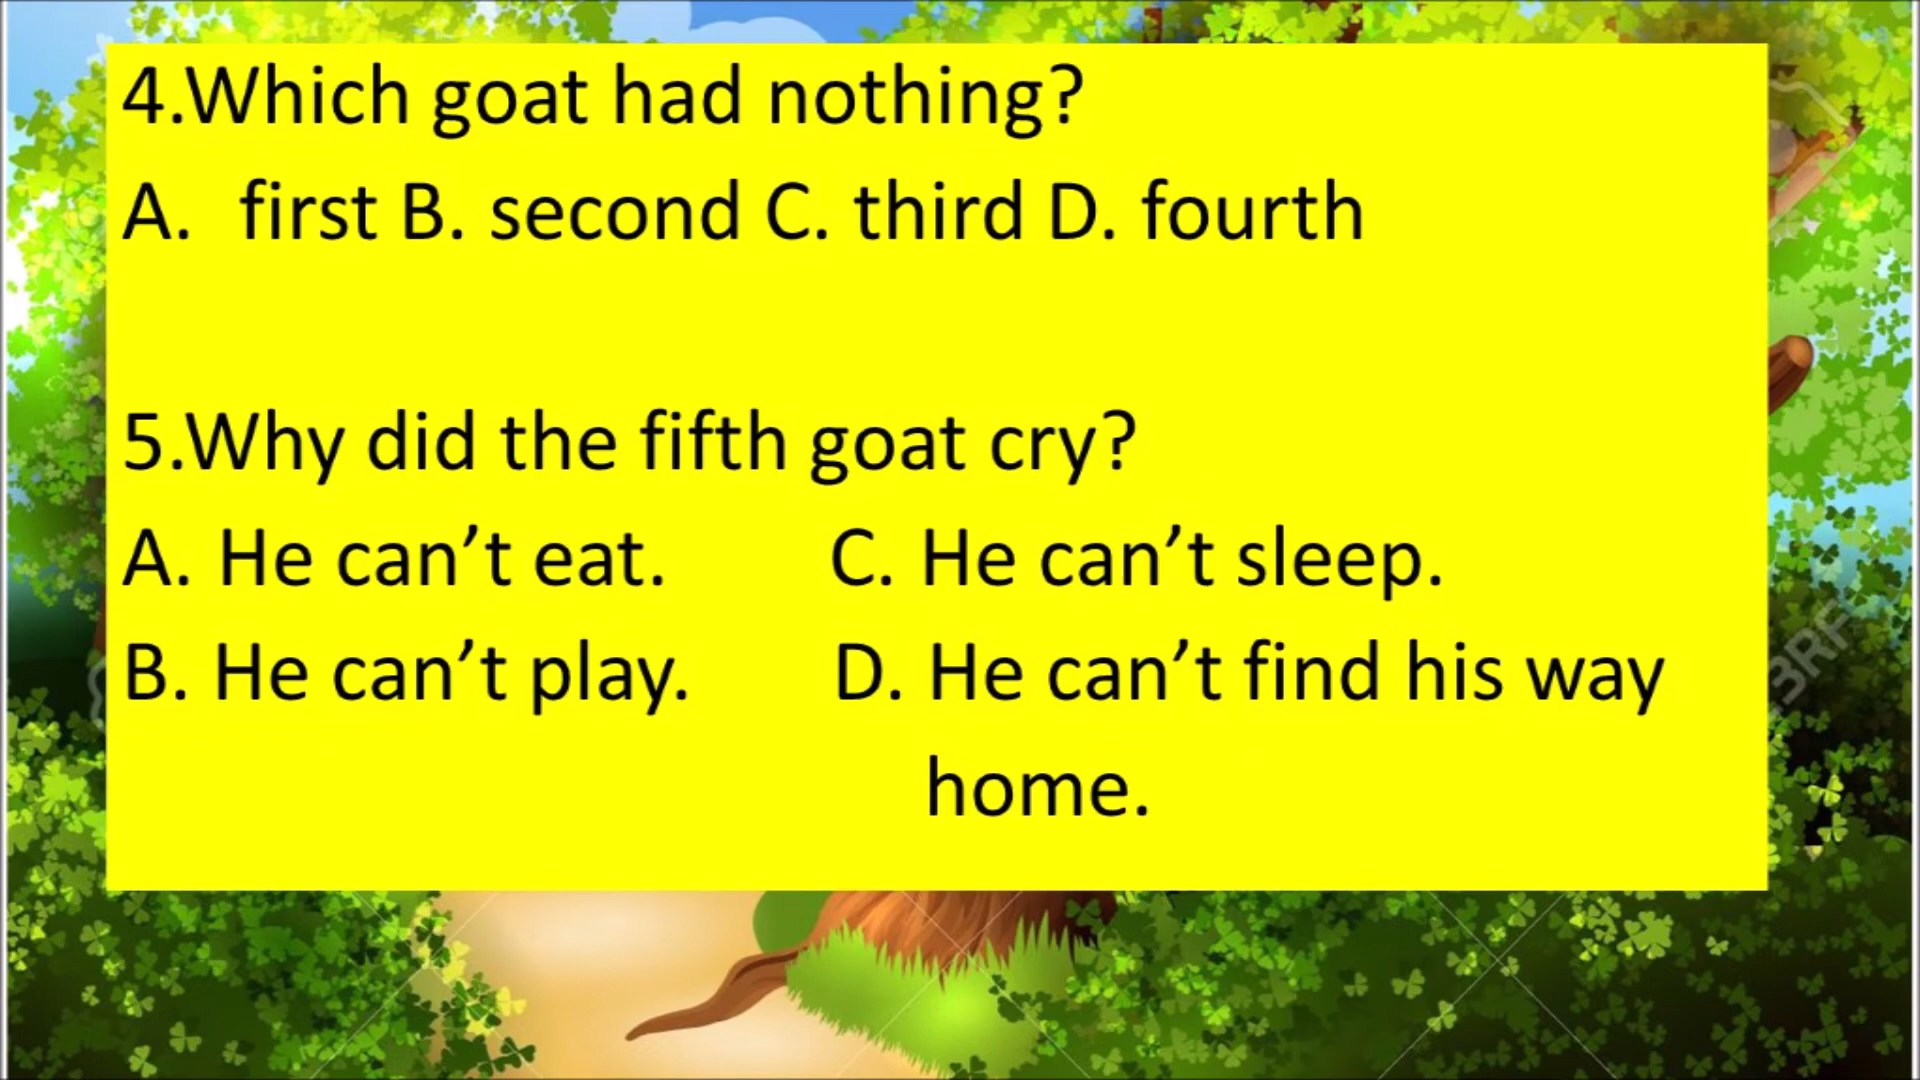 4.Which goat had nothing?
A. first B. second C. third D. fourth
5.Why did the fifth goat cry?
A. He can’t eat. C. He can’t sleep.
B. He can’t play. D. He can’t find his way
home.